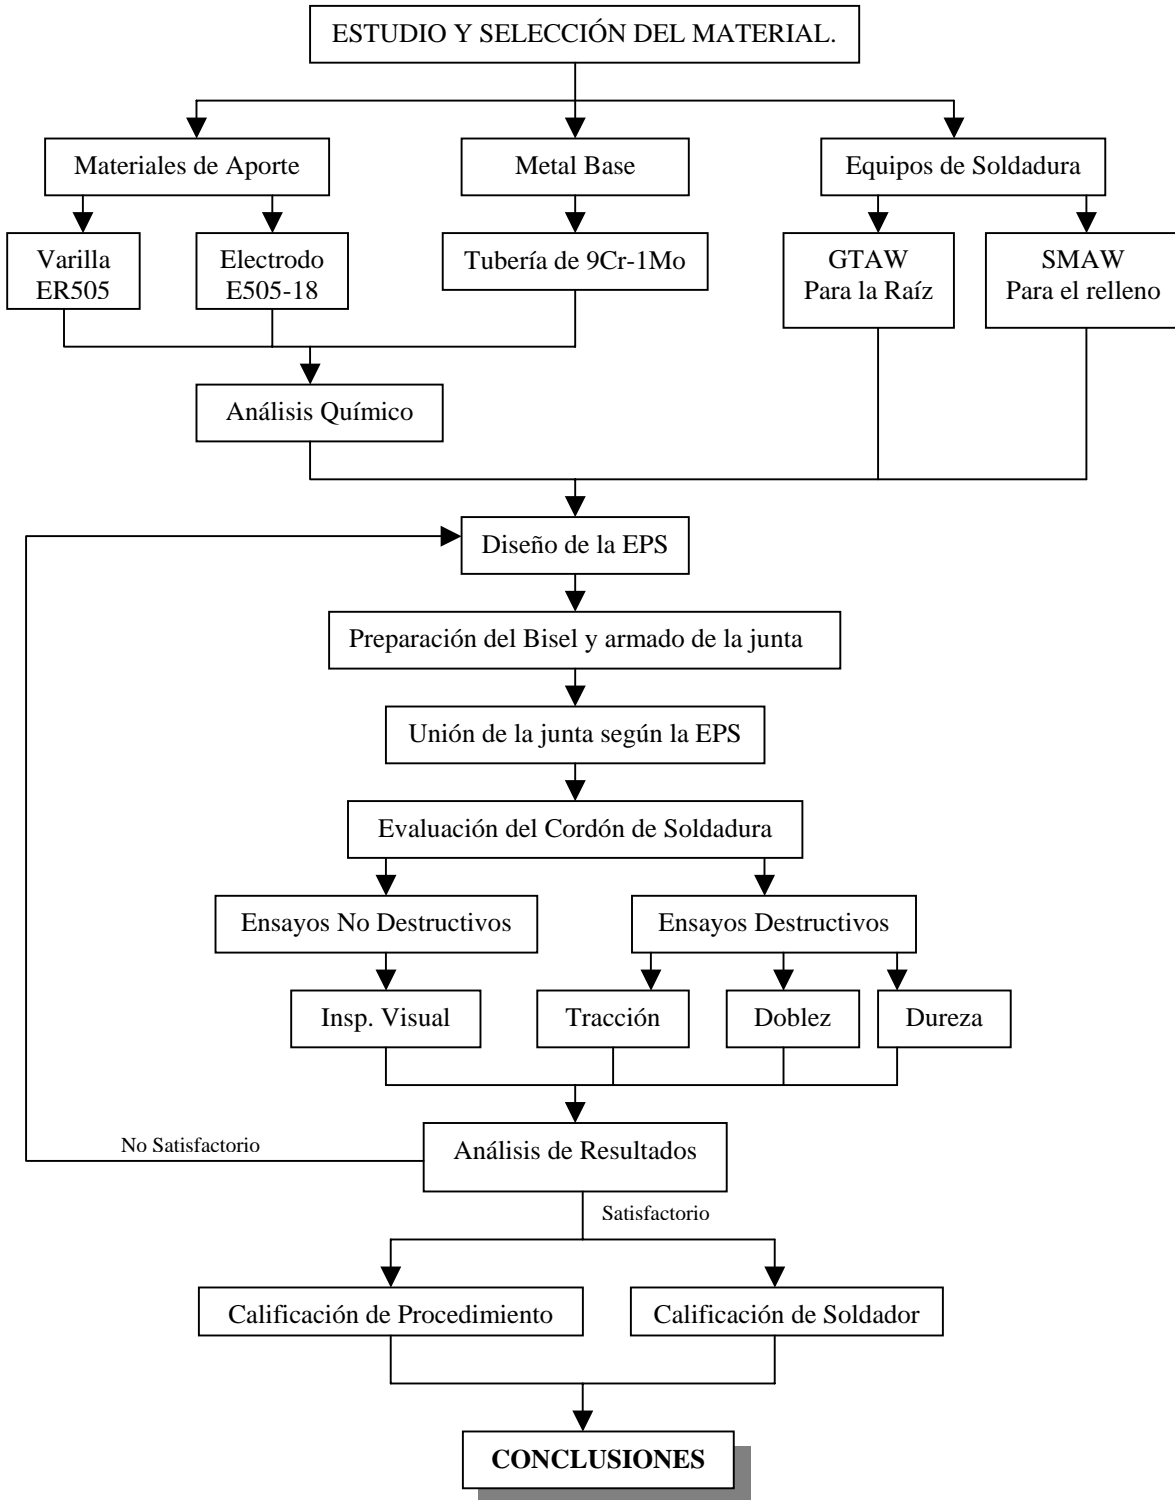 ESTUDIO Y SELECCIÓN DEL MATERIAL.
Materiales de Aporte
Metal Base
Equipos de Soldadura
Varilla
ER505
Electrodo
E505-18
Tubería de 9Cr-1Mo
GTAW
Para la Raíz
SMAW
Para el relleno
Análisis Químico
Diseño de la EPS
Preparación del Bisel y armado de la junta
Unión de la junta según la EPS
Evaluación del Cordón de Soldadura
Ensayos No Destructivos
Ensayos Destructivos
Insp. Visual
Tracción
Doblez
Dureza
No Satisfactorio
Análisis de Resultados
Satisfactorio
Calificación de Procedimiento
Calificación de Soldador
CONCLUSIONES